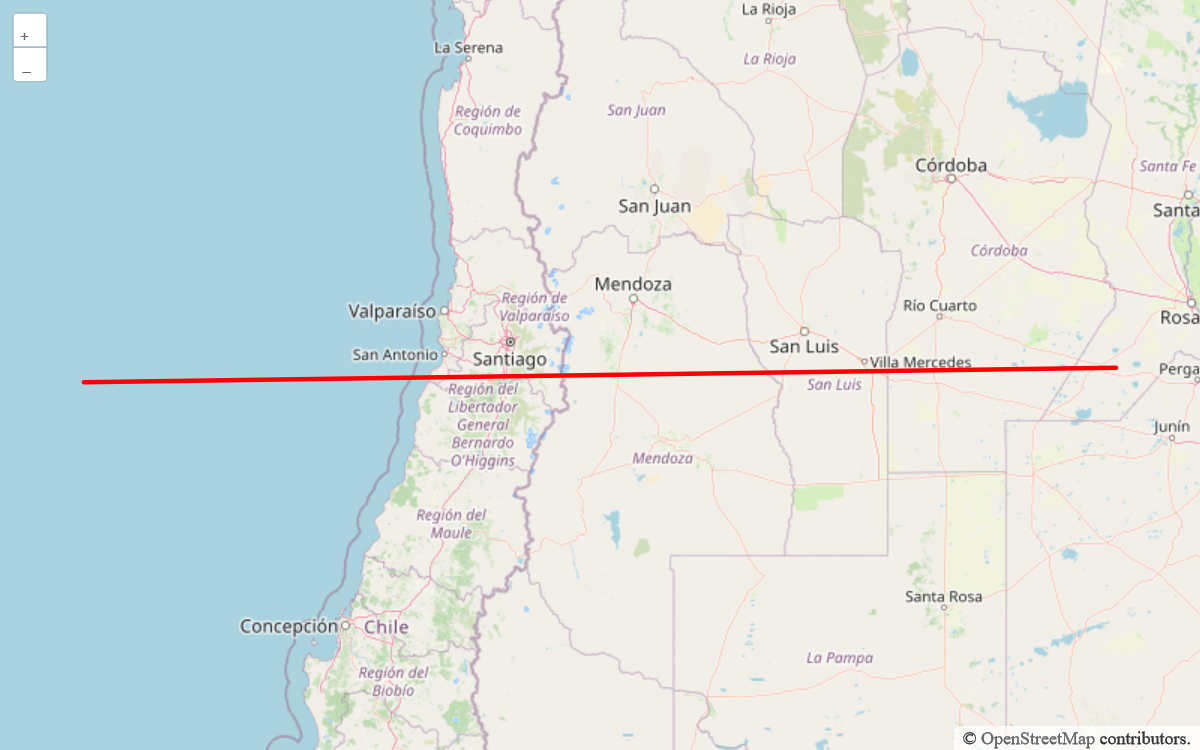 +
−
La Rioja
La Serena
La Rioja
Región de
Coquimbo
San Juan
Córdoba
Santa Fe
San Juan
Santa
Córdoba
Mendoza
Región de
Valparaíso
Valparaíso
Río Cuarto
Rosa
San Antonio
Santiago
San Luis
Villa Mercedes
Perga
San Luis
Región del
Libertador
General
Bernardo
O'Higgins
Junín
Mendoza
Región del
Maule
Santa Rosa
Concepción
Chile
La Pampa
Región del
Biobío
© OpenStreetMap contributors.